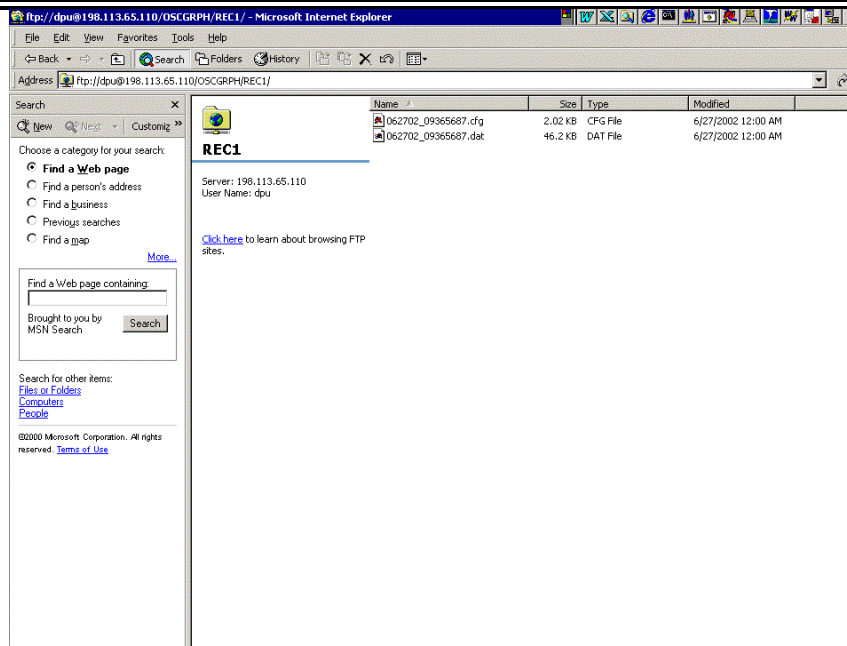 ftp://dpu@198.113.65.110/OSCGRPH/REC1/ - Microsoft Internet Explorer
File Edit View Favorites Tools Help
Back Search Folders History
Address ftp://dpu@198.113.65.110/OSCGRPH/REC1/
Search
New Next Customiz
Choose a category for your search:
Find a Web page
Find a person's address
Find a business
Previous searches
Find a map
More...
Find a Web page containing:
Brought to you by
MSN Search
Search
Search for other items:
Files or Folders
Computers
People
©2000 Microsoft Corporation. All rights
reserved. Terms of Use
REC1
Server: 198.113.65.110
User Name: dpu
Click here to learn about browsing FTP
sites.
Name Size Type Modified
062702_09365687.cfg 2.02 KB CFG File 6/27/2002 12:00 AM
062702_09365687.dat 46.2 KB DAT File 6/27/2002 12:00 AM